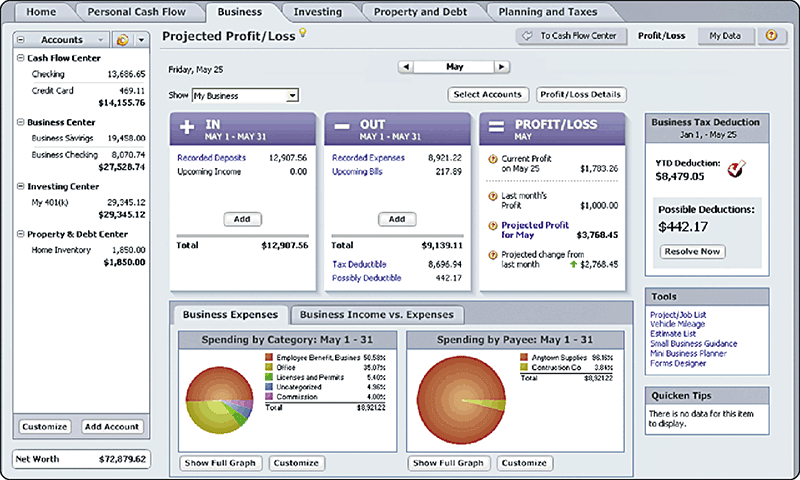 Home
Personal Cash Flow
Business
Investing
Property and Debt
Planning and Taxes
Accounts
Cash Flow Center
Checking 13,686.65
Credit Card 469.11
$14,155.76
Business Center
Business Savings 19,458.00
Business Checking 8,070.74
$27,528.74
Investing Center
My 401(k) 29,345.12
$29,345.12
Property & Debt Center
Home Inventory 1,850.00
$1,850.00
Customize
Add Account
Net Worth $72,879.62
Projected Profit/Loss
To Cash Flow Center
Profit/Loss
My Data
Friday, May 25
May
Show My Business
Select Accounts
Profit/Loss Details
IN
MAY 1 - MAY 31
Recorded Deposits 12,907.56
Upcoming Income 0.00
Add
Total $12,907.56
OUT
MAY 1 - MAY 31
Recorded Expenses 8,921.22
Upcoming Bills 217.89
Add
Total $9,139.11
Tax Deductible 8,696.94
Possibly Deductible 442.17
PROFIT/LOSS
MAY
Current Profit
on May 25 $1,783.26
Last month's
Profit $1,000.00
Projected Profit
for May $3,768.45
Projected change from
last month $2,768.45
Business Tax Deduction
Jan 1, - May 25
YTD Deduction:
$8,479.05
Possible Deductions:
$442.17
Resolve Now
Tools
Project/Job List
Vehicle Mileage
Estimate List
Small Business Guidance
Mini Business Planner
Forms Designer
Quicken Tips
There is no data for this item
to display.
Business Expenses
Business Income vs. Expenses
Spending by Category: May 1 - 31
Employee Benefit, Busines 50.58%
Office 35.07%
Licenses and Permits 5.40%
Uncategorized 4.96%
Commission 4.00%
Total $8,921.22
Show Full Graph
Customize
Spending by Payee: May 1 - 31
Anytown Supplies 96.16%
Contruction Co 3.84%
Total $8,921.22
Show Full Graph
Customize